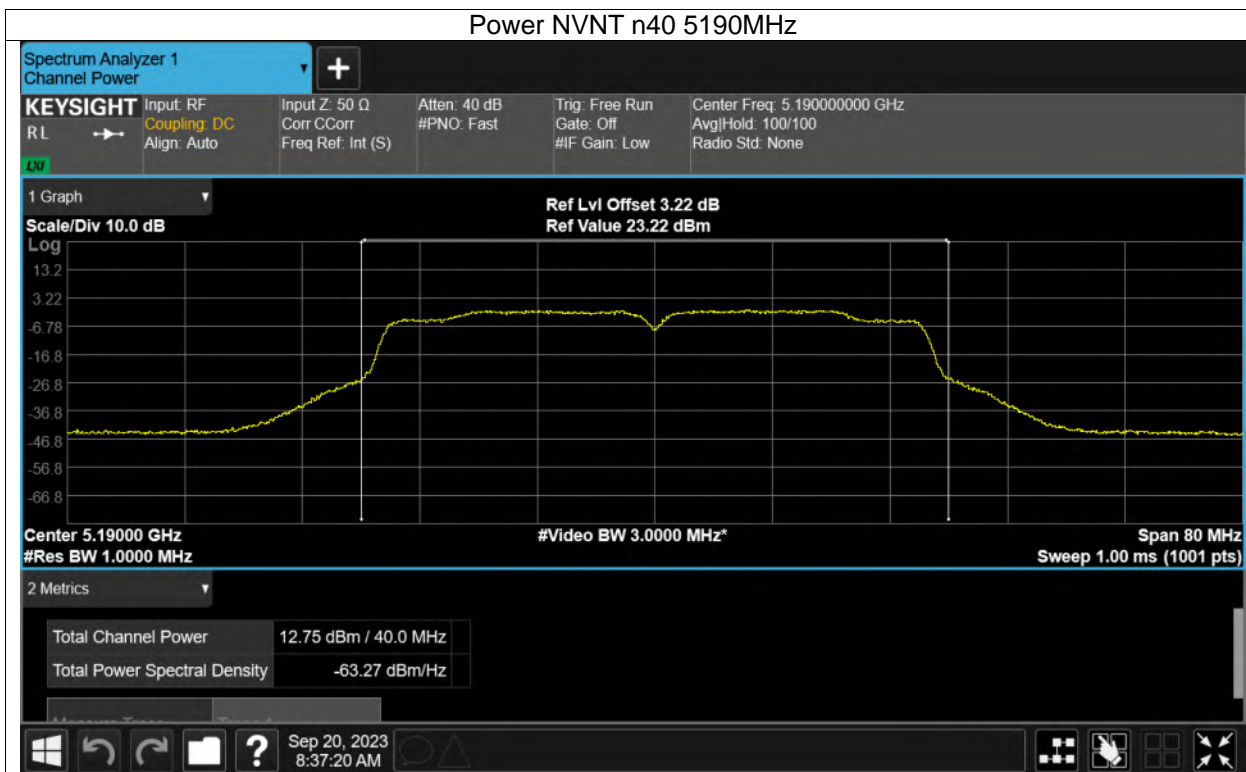 Power NVNT n40 5190MHz
Spectrum Analyzer 1
Channel Power
+
KEYSIGHT
RL
LXI
Input: RF
Coupling: DC
Align: Auto
Input Z: 50 Ω
Corr CCorr
Freq Ref: Int (S)
Atten: 40 dB
#PNO: Fast
Trig: Free Run
Gate: Off
#IF Gain: Low
Center Freq: 5.190000000 GHz
Avg|Hold: 100/100
Radio Std: None
1 Graph
Scale/Div 10.0 dB
Ref Lvl Offset 3.22 dB
Ref Value 23.22 dBm
Log
13.2
3.22
-6.78
-16.8
-26.8
-36.8
-46.8
-56.8
-66.8
Center 5.19000 GHz
#Res BW 1.0000 MHz
#Video BW 3.0000 MHz*
Span 80 MHz
Sweep 1.00 ms (1001 pts)
2 Metrics
Total Channel Power 12.75 dBm / 40.0 MHz
Total Power Spectral Density -63.27 dBm/Hz
?
Sep 20, 2023
8:37:20 AM